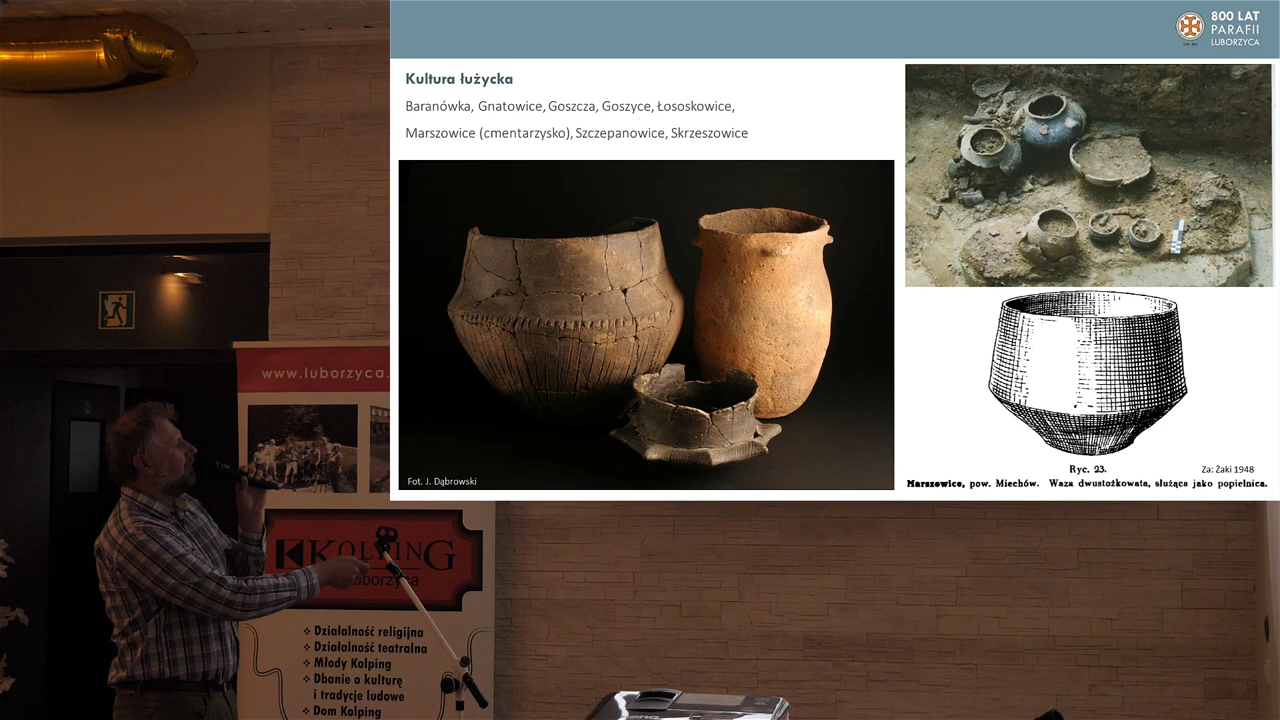 800 LAT
PARAFII
LUBORZYCA
Kultura łużycka
Baranówka, Gnatowice, Goszcza, Goszyce, Łososkowice,
Marszowice (cmentarzysko), Szczepanowice, Skrzeszowice
Fot. J. Dąbrowski
Ryc. 23.
Za: Żaki 1948
Marszowice, pow. Miechów. Waza dwustożkowata, służąca jako popielnica.
www.luborzyca.
KOLPING
uborzyca
❖ Działalność religijna
❖ Działalność teatralna
❖ Młody Kolping
❖ Dbanie o kulturę
i tradycje ludowe
❖ Dom Kolping